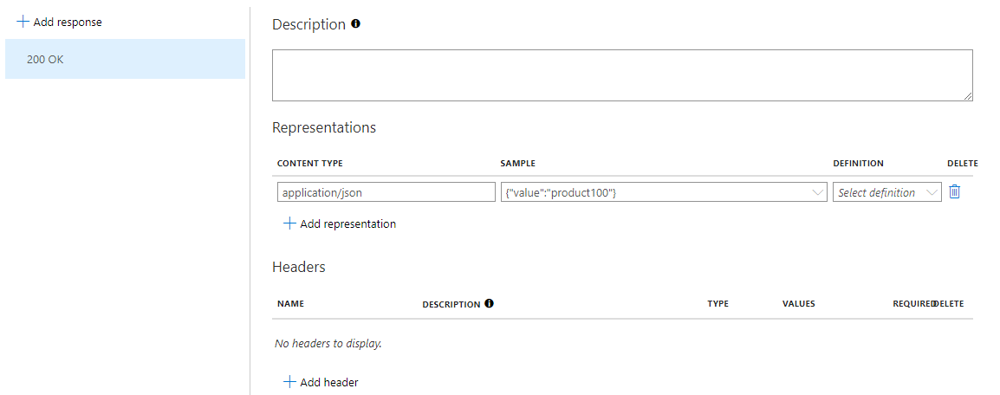 Add response
200 OK
Description
Representations
CONTENT TYPE SAMPLE DEFINITION DELETE
application/json {"value":"product100"} Select definition
Add representation
Headers
NAME DESCRIPTION TYPE VALUES REQUIRED DELETE
No headers to display.
Add header